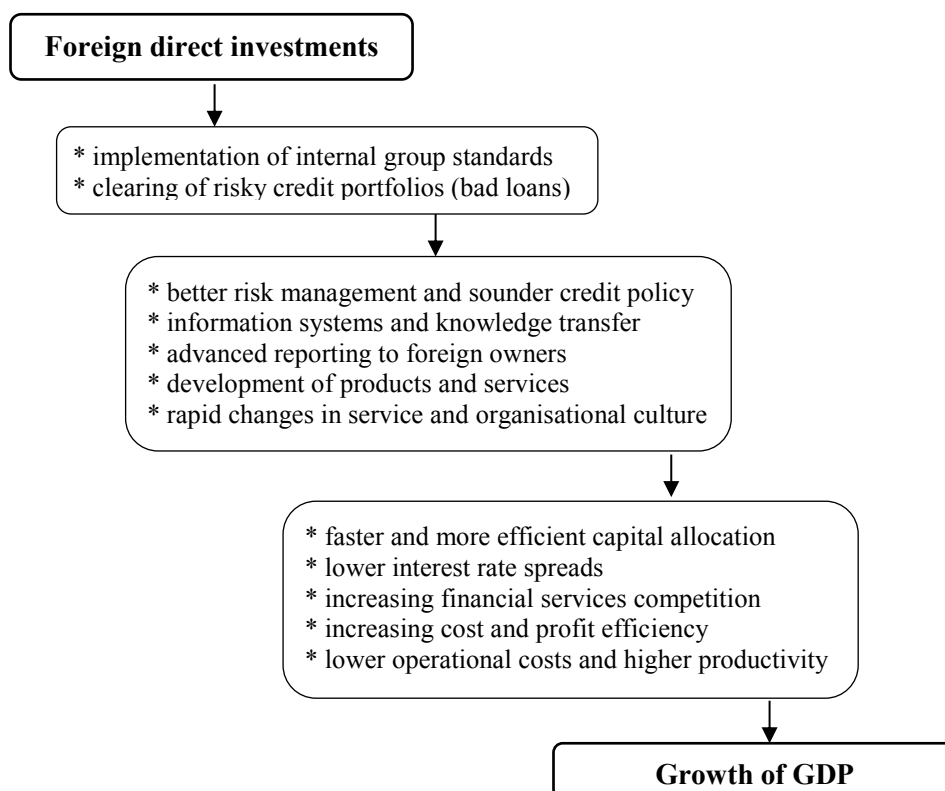 Foreign direct investments
* implementation of internal group standards
* clearing of risky credit portfolios (bad loans)
* better risk management and sounder credit policy
* information systems and knowledge transfer
* advanced reporting to foreign owners
* development of products and services
* rapid changes in service and organisational culture
* faster and more efficient capital allocation
* lower interest rate spreads
* increasing financial services competition
* increasing cost and profit efficiency
* lower operational costs and higher productivity
Growth of GDP